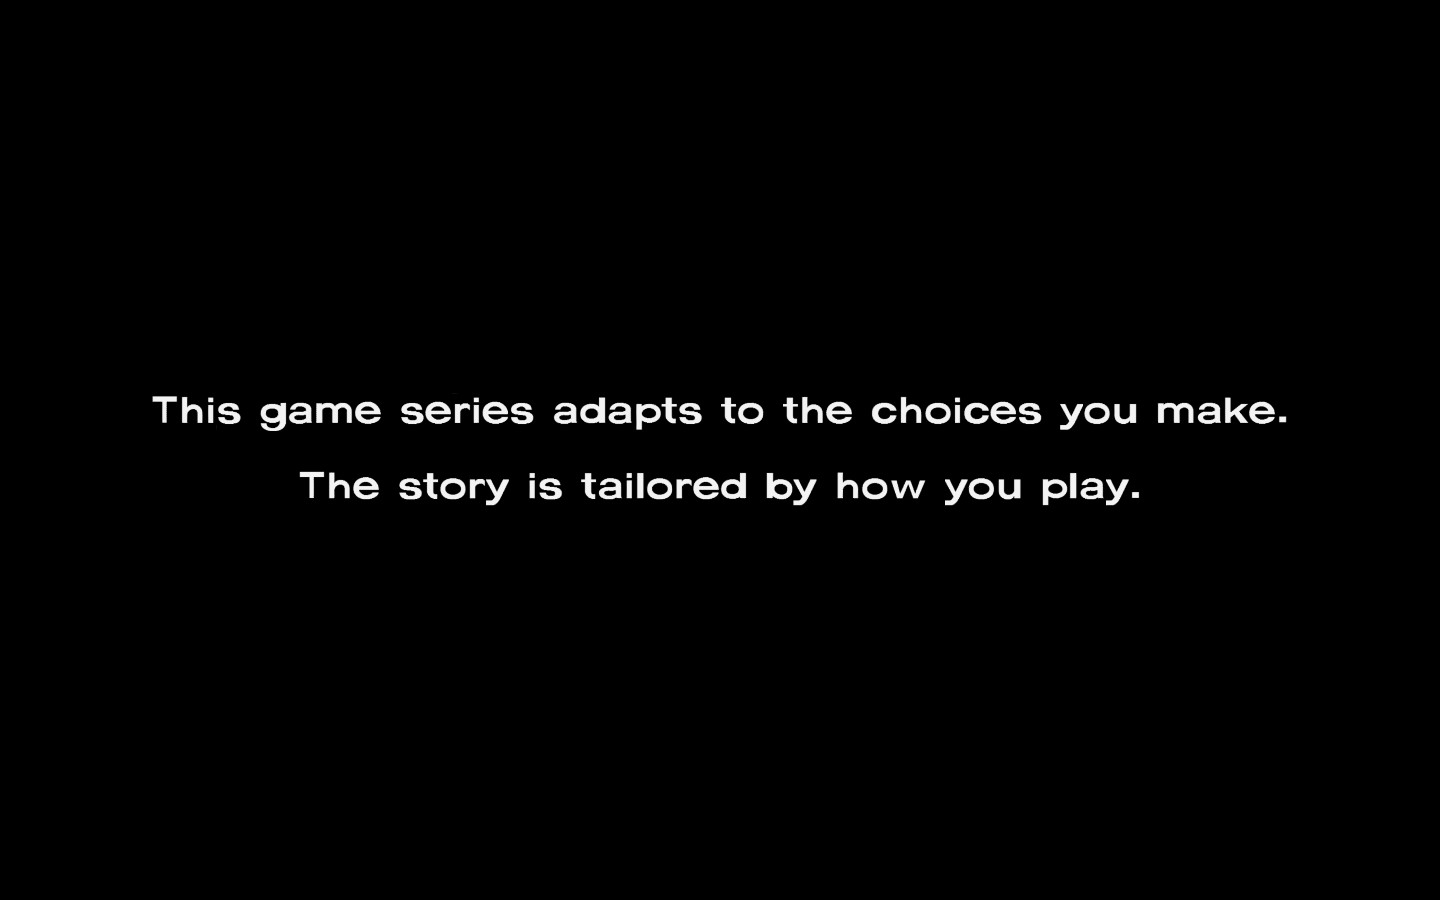 This game series adapts to the choices you make.
The story is tailored by how you play.